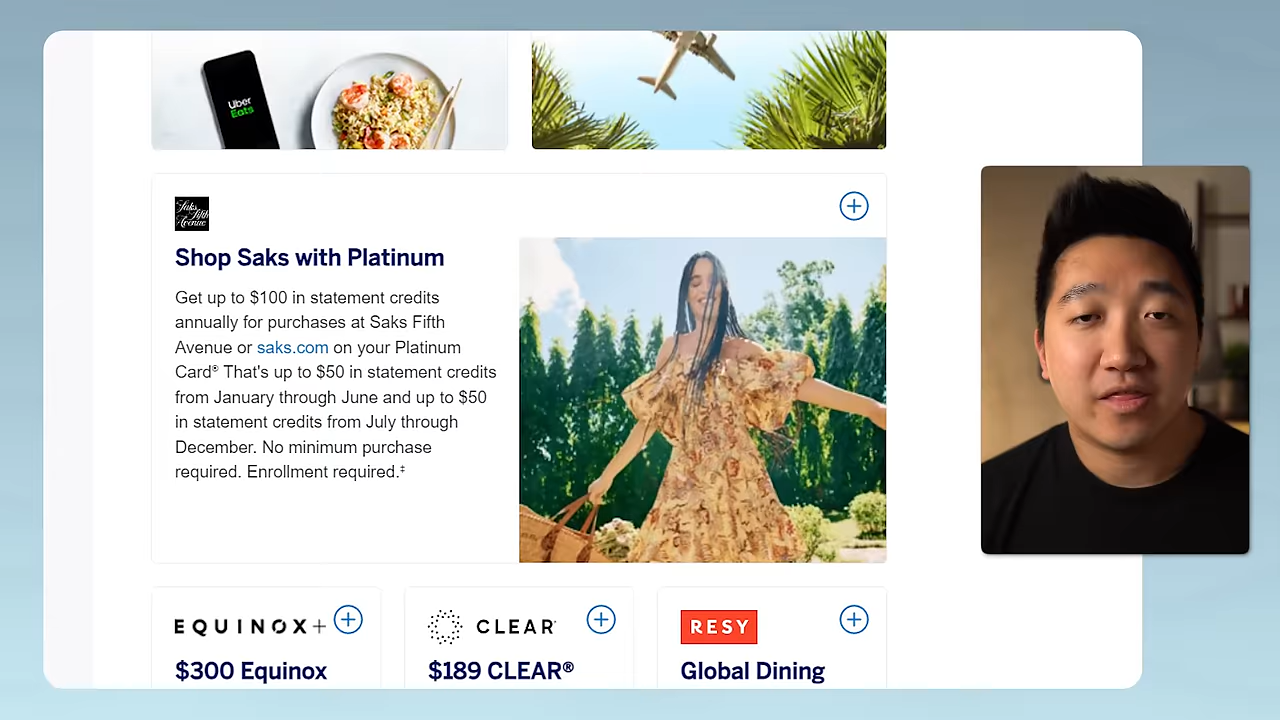 Uber
Eats
Saks
Fifth
Avenue
Shop Saks with Platinum
Get up to $100 in statement credits
annually for purchases at Saks Fifth
Avenue or saks.com on your Platinum
Card® That's up to $50 in statement credits
from January through June and up to $50
in statement credits from July through
December. No minimum purchase
required. Enrollment required.‡
EQUINOX+
CLEAR
RESY
$300 Equinox
$189 CLEAR®
Global Dining